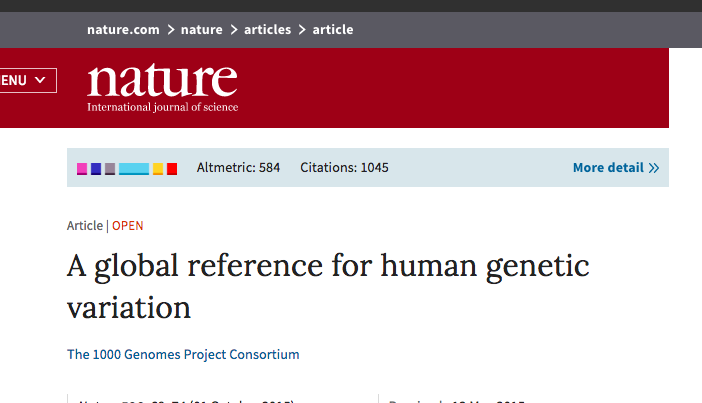 nature.com > nature > articles > article
ENU
nature
International journal of science
Altmetric: 584 Citations: 1045 More detail »
Article | OPEN
A global reference for human genetic
variation
The 1000 Genomes Project Consortium